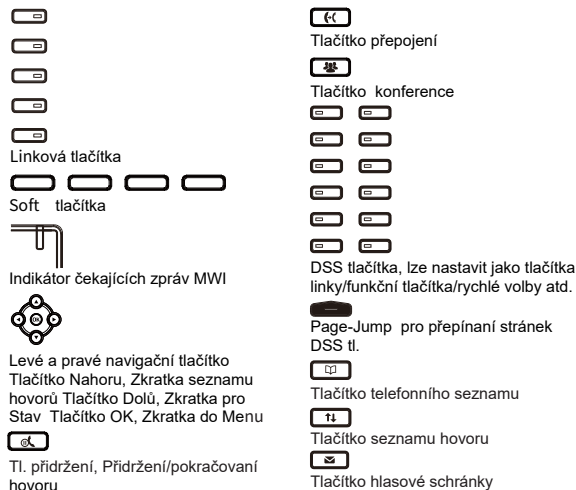 Linková tlačítka
Soft tlačítka
Indikátor čekajících zpráv MWI
OK
Levé a pravé navigační tlačítko
Tlačítko Nahoru, Zkratka seznamu
hovorů Tlačítko Dolů, Zkratka pro
Stav Tlačítko OK, Zkratka do Menu
Tl. přidržení, Přidržení/pokračovaní
hovoru
Tlačítko přepojení
Tlačítko konference
DSS tlačítka, lze nastavit jako tlačítka
linky/funkční tlačítka/rychlé volby atd.
Page-Jump pro přepínaní stránek
DSS tl.
Tlačítko telefonního seznamu
Tlačítko seznamu hovoru
Tlačítko hlasové schránky